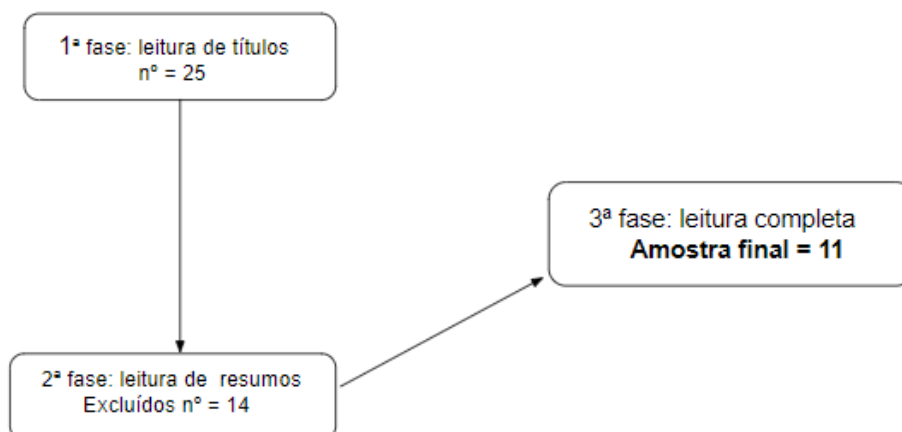 1ª fase: leitura de títulos
nº = 25
3ª fase: leitura completa
Amostra final = 11
2ª fase: leitura de resumos
Excluídos nº = 14